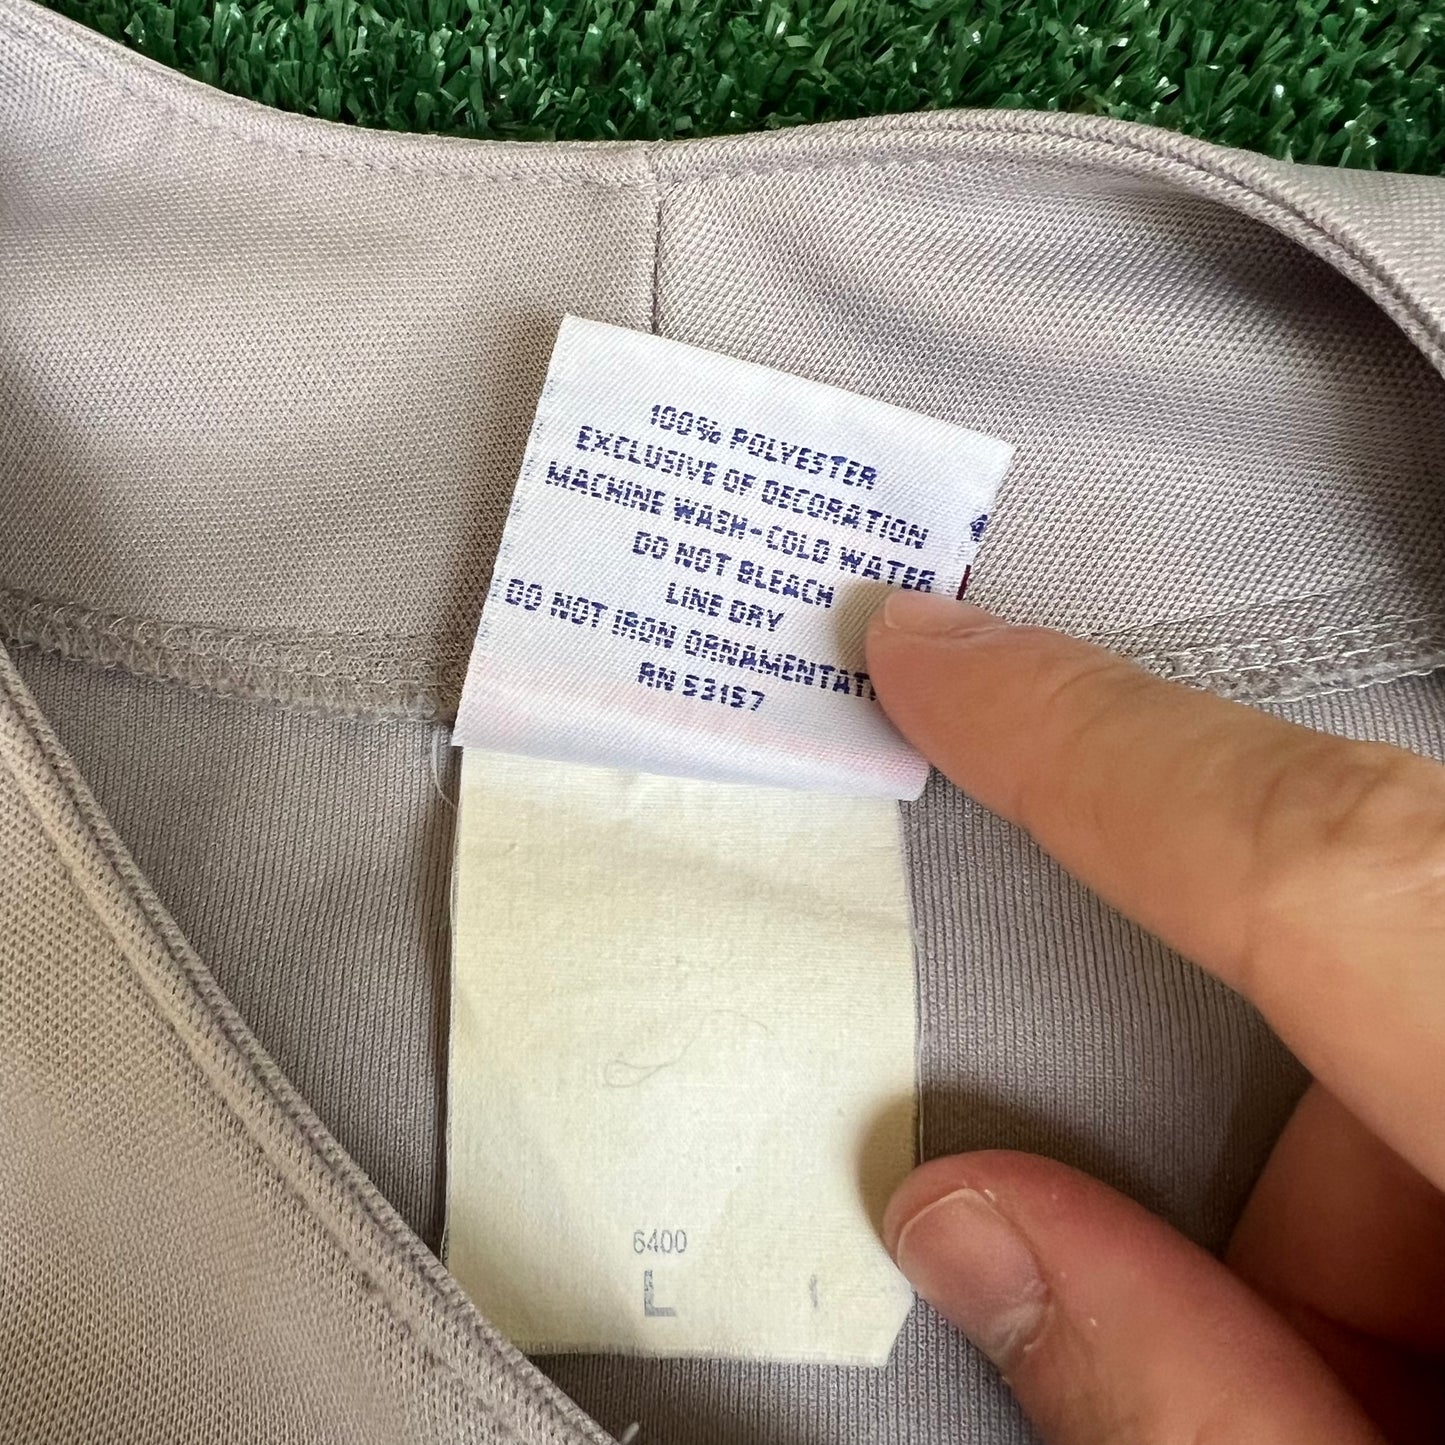 100% POLYESTER
EXCLUSIVE OF DECORATION
MACHINE WASH-COLD WATER
DO NOT BLEACH
LINE DRY
DO NOT IRON ORNAMENTATI
RN 53157
6400
L